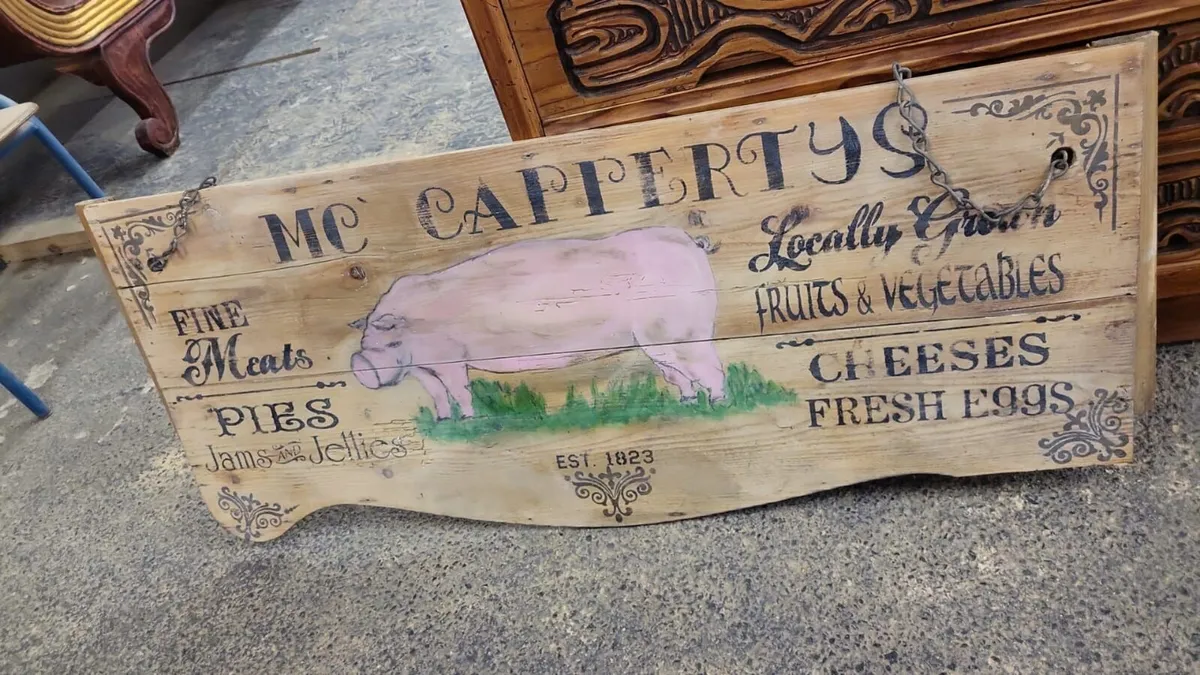 MC CAFFERTYS
FINE
Meats
PIES
Jams AND Jellies
Locally Grown
FRUITS & VEGETABLES
CHEESES
FRESH EGGS
EST. 1823